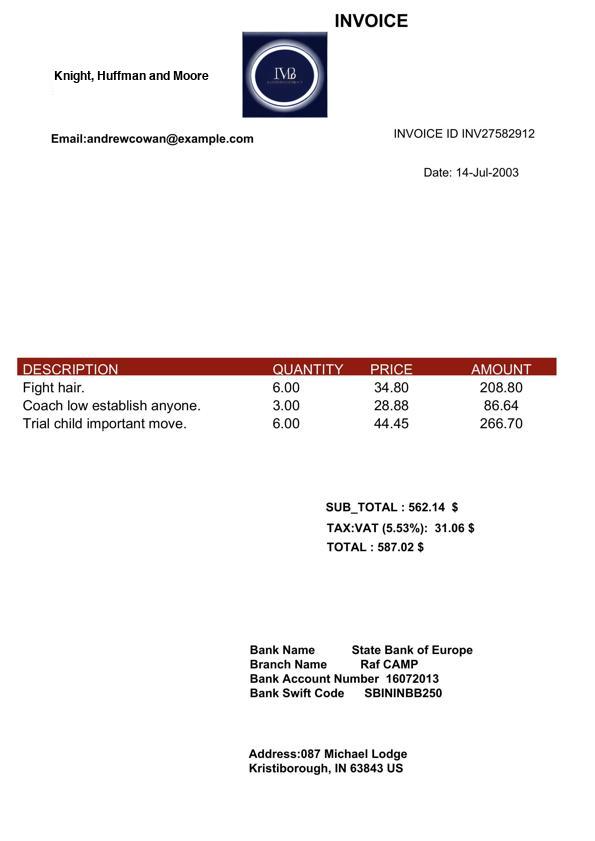 INVOICE
Knight, Huffman and Moore
Email:andrewcowan@example.com
INVOICE ID INV27582912
Date: 14-Jul-2003
DESCRIPTION QUANTITY PRICE AMOUNT
Fight hair. 6.00 34.80 208.80
Coach low establish anyone. 3.00 28.88 86.64
Trial child important move. 6.00 44.45 266.70
SUB_TOTAL : 562.14 $
TAX:VAT (5.53%): 31.06 $
TOTAL : 587.02 $
Bank Name State Bank of Europe
Branch Name Raf CAMP
Bank Account Number 16072013
Bank Swift Code SBININBB250
Address:087 Michael Lodge
Kristiborough, IN 63843 US